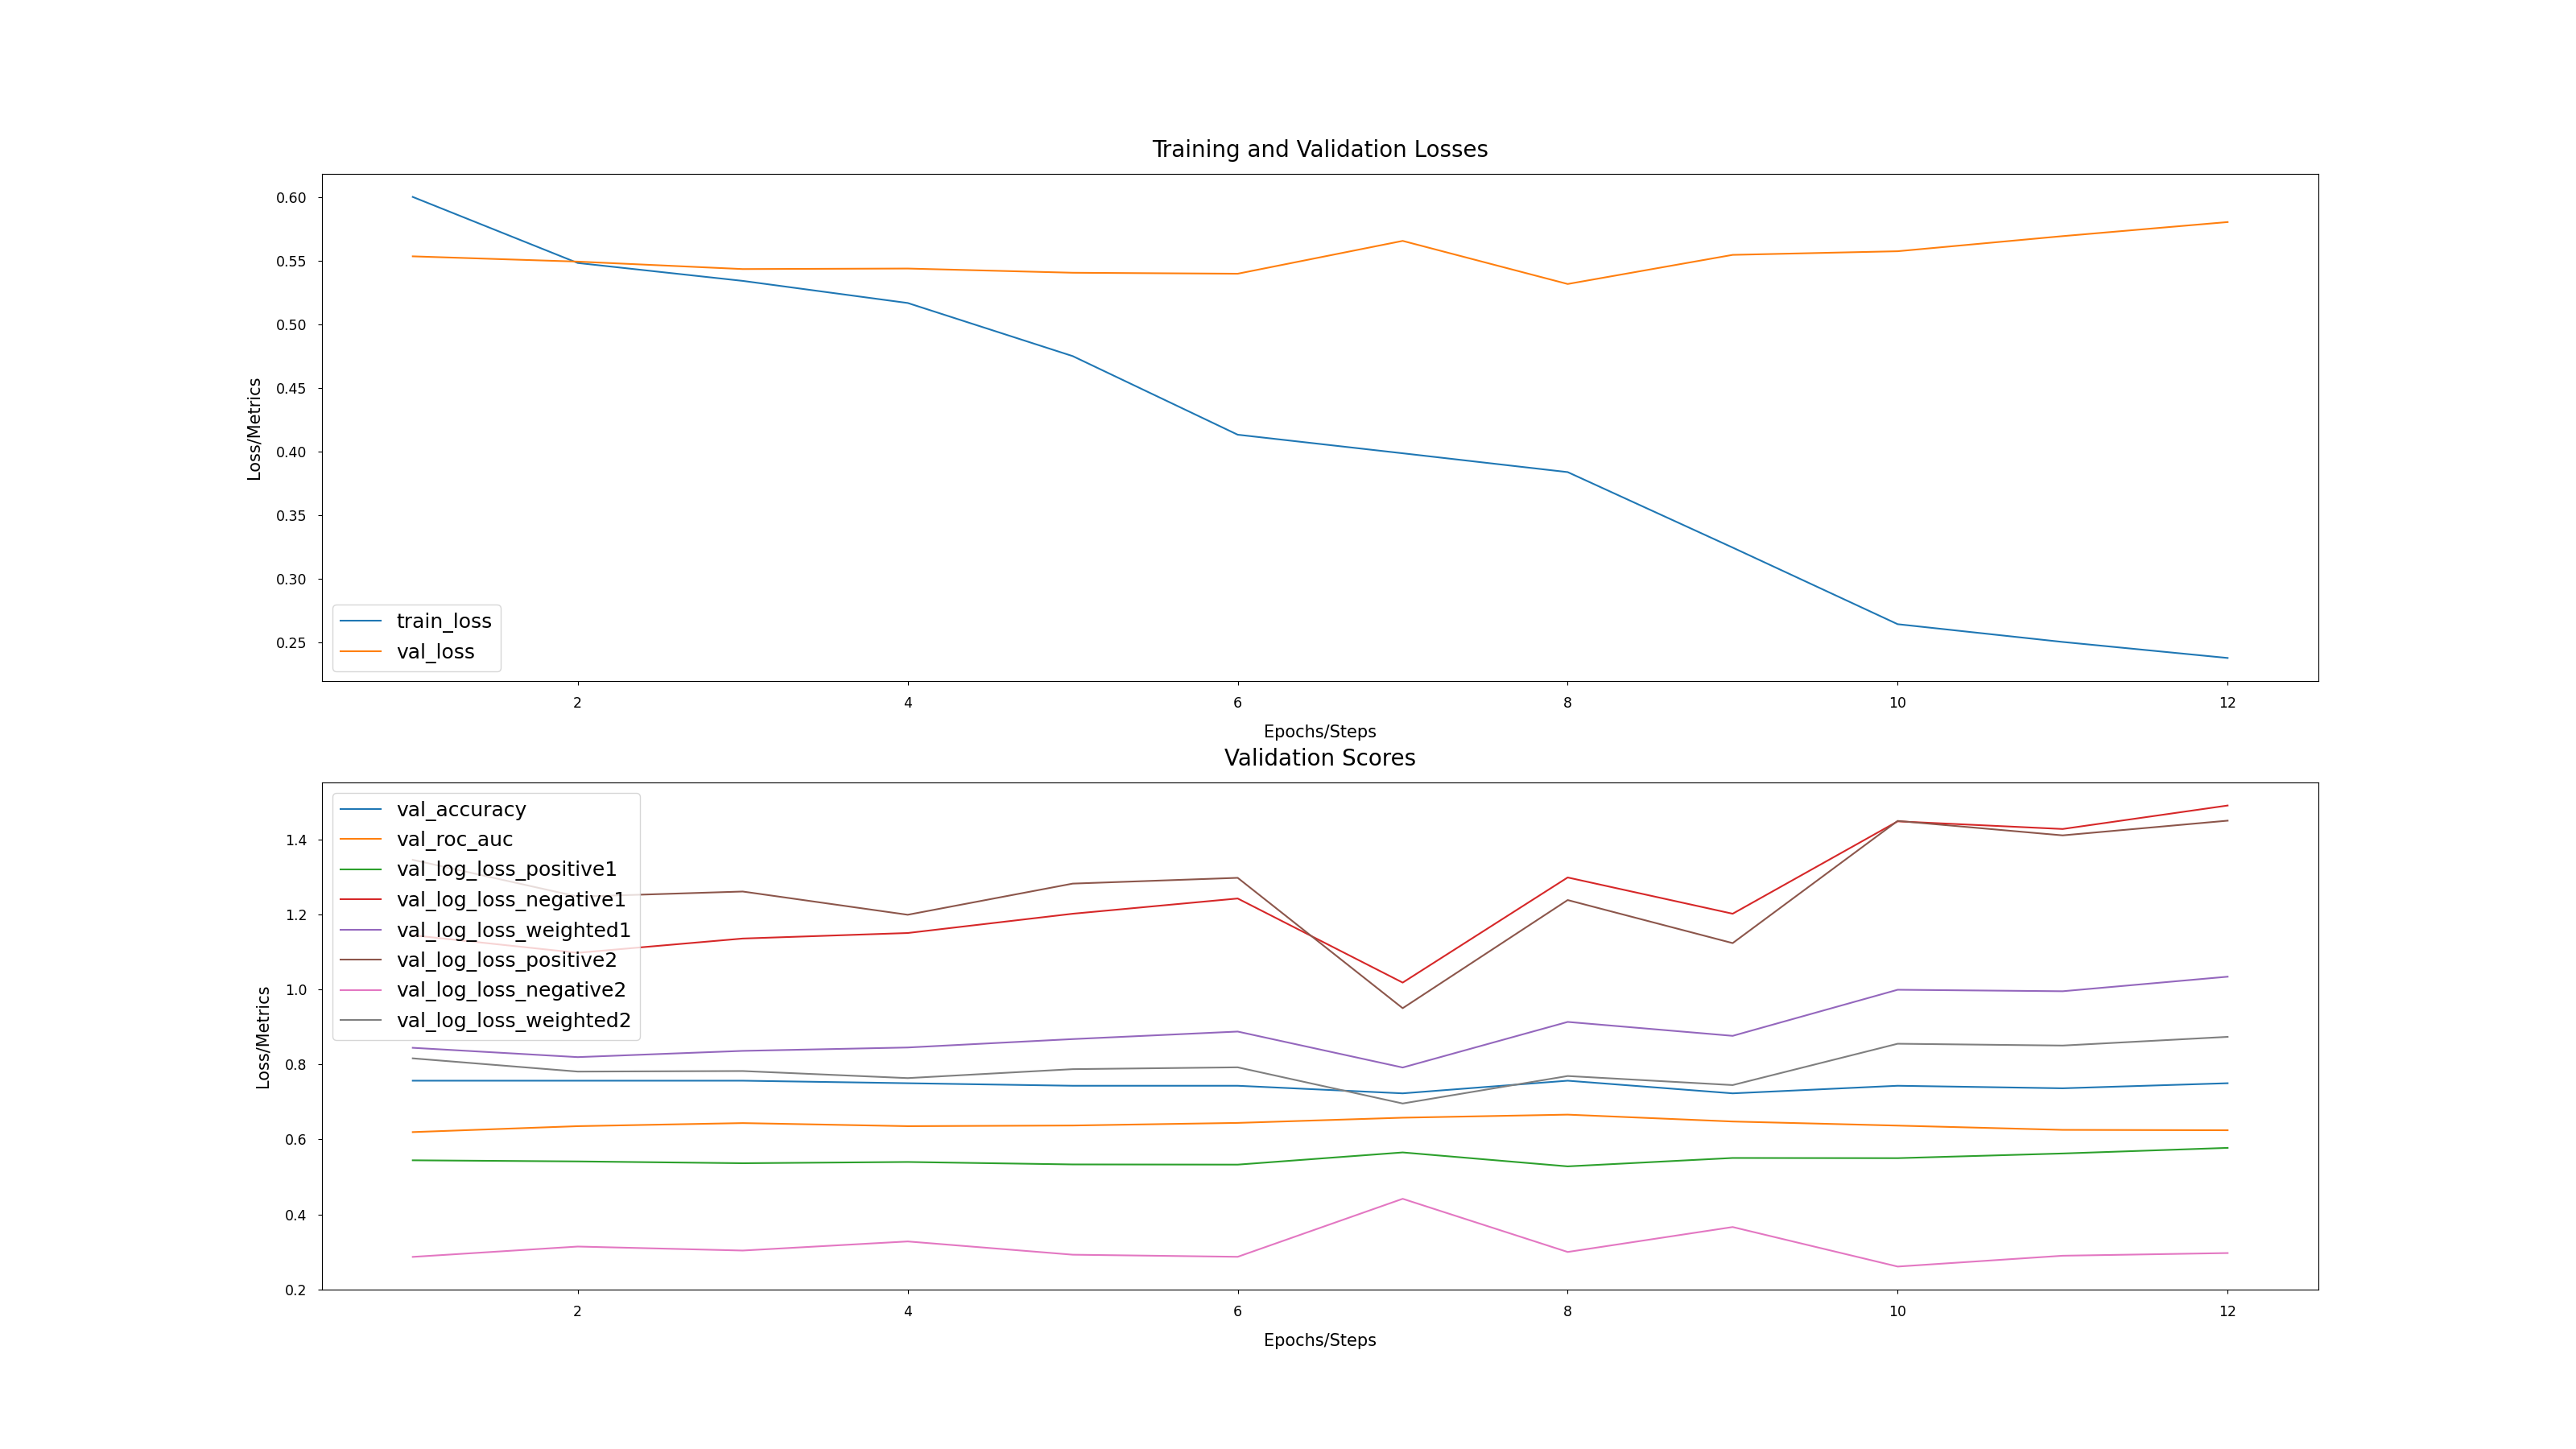 Training and Validation Losses
0.60
0.55
0.50
0.45
0.40
0.35
0.30
0.25
Loss/Metrics
train_loss
val_loss
2 4 6 8 10 12
Epochs/Steps
Validation Scores
1.4
1.2
1.0
0.8
0.6
0.4
0.2
Loss/Metrics
val_accuracy
val_roc_auc
val_log_loss_positive1
val_log_loss_negative1
val_log_loss_weighted1
val_log_loss_positive2
val_log_loss_negative2
val_log_loss_weighted2
2 4 6 8 10 12
Epochs/Steps